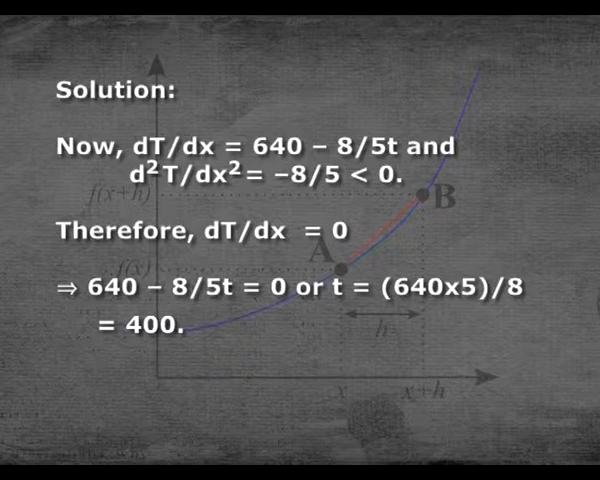 Solution:
Now, dT/dx = 640 – 8/5t and
d²T/dx² = –8/5 < 0.
f(x+h)
B
Therefore, dT/dx = 0
A
f(x)
⇒ 640 – 8/5t = 0 or t = (640x5)/8
h
= 400.
x
x+h